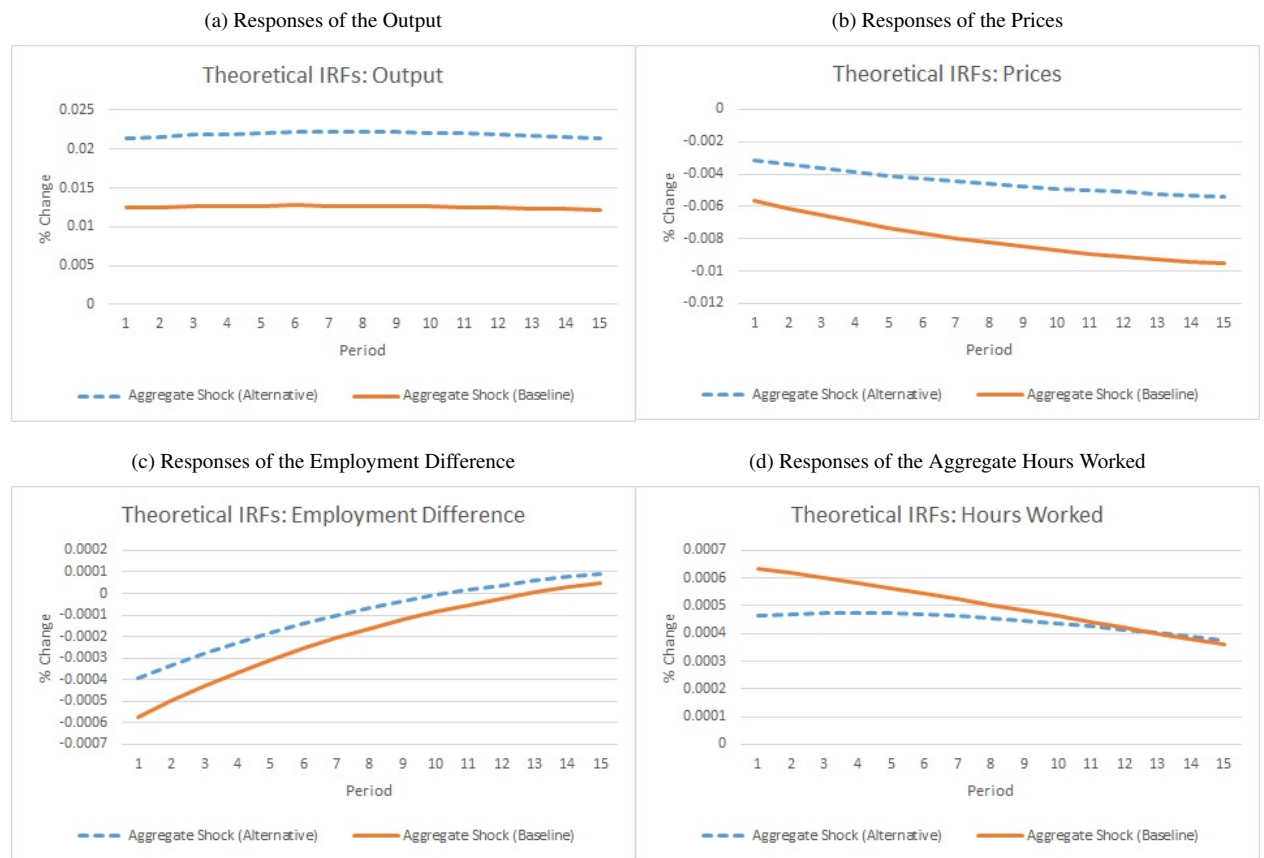 (a) Responses of the Output
Theoretical IRFs: Output
% Change
0.025
0.02
0.015
0.01
0.005
0
1 2 3 4 5 6 7 8 9 10 11 12 13 14 15
Period
Aggregate Shock (Alternative) Aggregate Shock (Baseline)
(b) Responses of the Prices
Theoretical IRFs: Prices
% Change
0
-0.002
-0.004
-0.006
-0.008
-0.01
-0.012
1 2 3 4 5 6 7 8 9 10 11 12 13 14 15
Period
Aggregate Shock (Alternative) Aggregate Shock (Baseline)
(c) Responses of the Employment Difference
Theoretical IRFs: Employment Difference
% Change
0.0002
0.0001
0
-0.0001
-0.0002
-0.0003
-0.0004
-0.0005
-0.0006
-0.0007
1 2 3 4 5 6 7 8 9 10 11 12 13 14 15
Period
Aggregate Shock (Alternative) Aggregate Shock (Baseline)
(d) Responses of the Aggregate Hours Worked
Theoretical IRFs: Hours Worked
% Change
0.0007
0.0006
0.0005
0.0004
0.0003
0.0002
0.0001
0
1 2 3 4 5 6 7 8 9 10 11 12 13 14 15
Period
Aggregate Shock (Alternative) Aggregate Shock (Baseline)